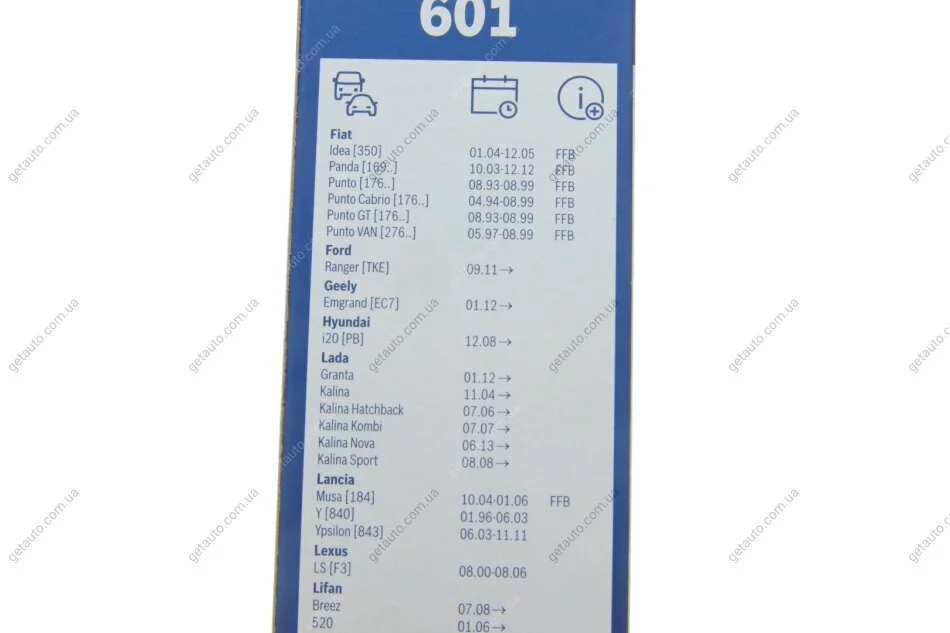 601
Fiat
Idea [350] 01.04-12.05 FFB
Panda [169..] 10.03-12.12 FFB
Punto [176..] 08.93-08.99 FFB
Punto Cabrio [176..] 04.94-08.99 FFB
Punto GT [176..] 08.93-08.99 FFB
Punto VAN [276..] 05.97-08.99 FFB
Ford
Ranger [TKE] 09.11→
Geely
Emgrand [EC7] 01.12→
Hyundai
i20 [PB] 12.08→
Lada
Granta 01.12→
Kalina 11.04→
Kalina Hatchback 07.06→
Kalina Kombi 07.07→
Kalina Nova 06.13→
Kalina Sport 08.08→
Lancia
Musa [184] 10.04-01.06 FFB
Y [840] 01.96-06.03
Ypsilon [843] 06.03-11.11
Lexus
LS [F3] 08.00-08.06
Lifan
Breez 07.08→
520 01.06→
getauto.com.ua